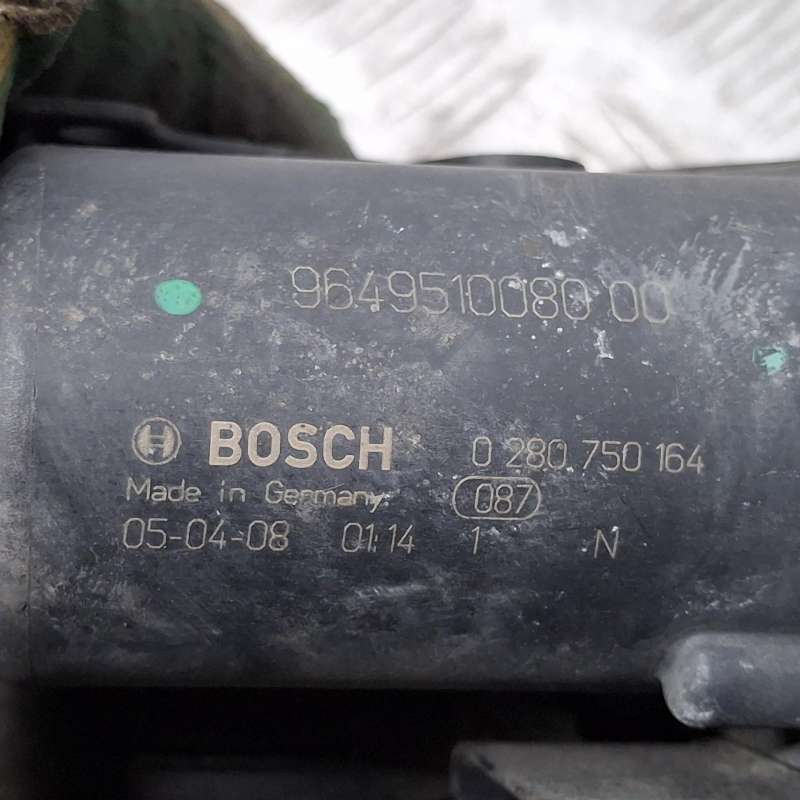 9649510080 00
BOSCH 0 280 750 164
Made in Germany 087
05-04-08 01:14 1 N